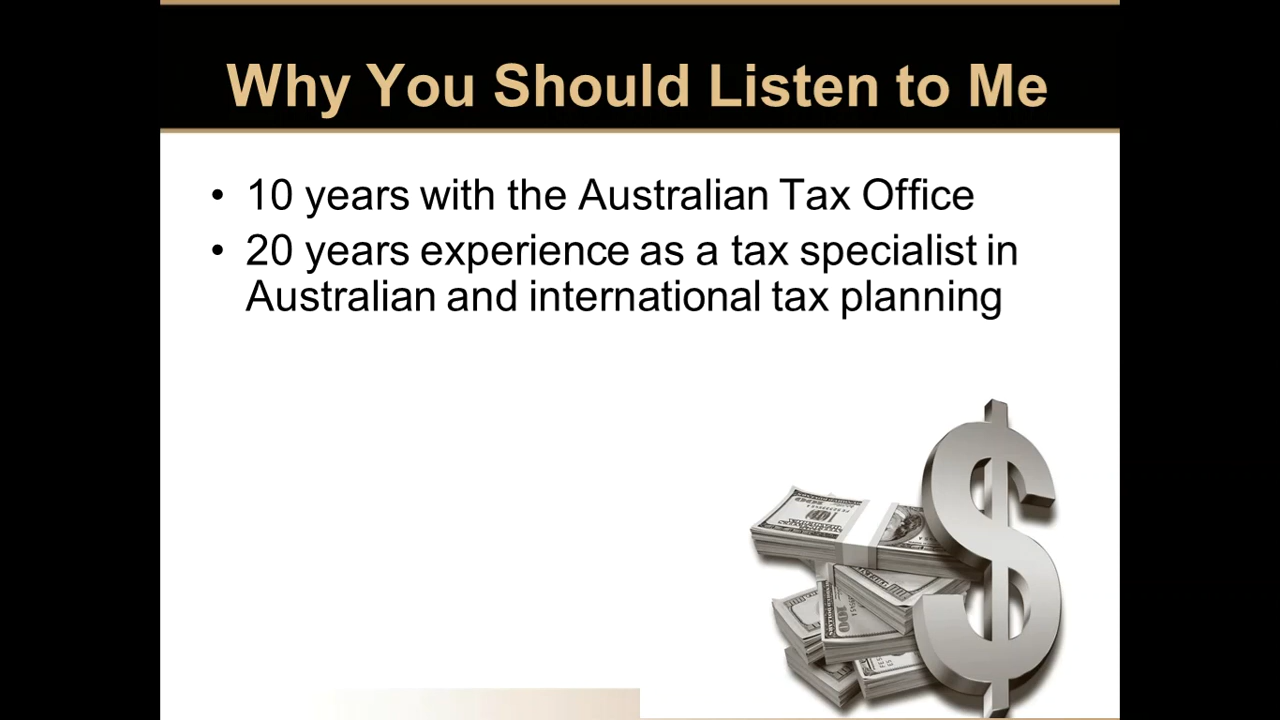 Why You Should Listen to Me
• 10 years with the Australian Tax Office
• 20 years experience as a tax specialist in
Australian and international tax planning